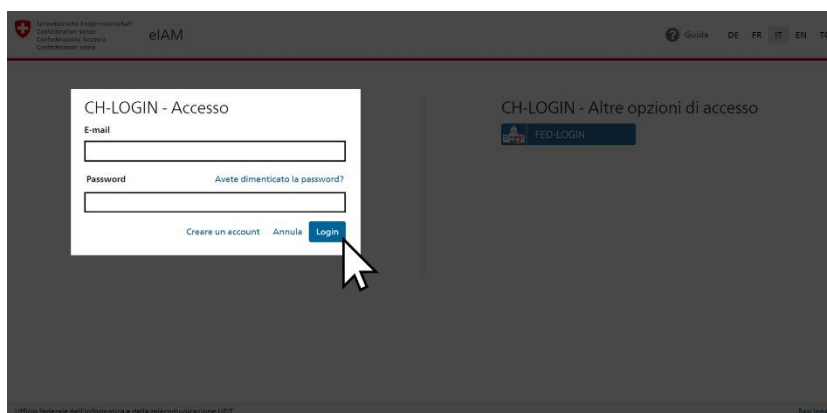 Schweizerische Eidgenossenschaft
Confédération suisse
Confederazione Svizzera
Confederaziun svizra
eIAM
Guida DE FR IT EN
CH-LOGIN - Accesso
E-mail
Password Avete dimenticato la password?
Creare un account Annula Login
CH-LOGIN - Altre opzioni di accesso
FED-LOGIN
Ufficio federale dell'informatica e della telecomunicazione UFIT